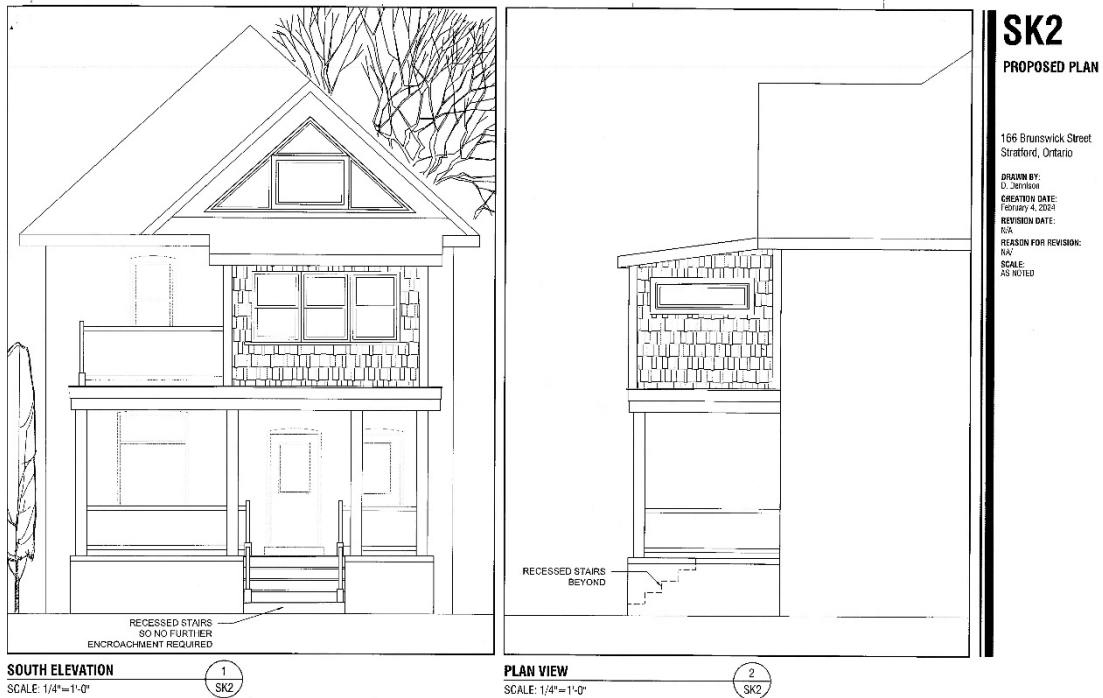 RECESSED STAIRS
SO NO FURTHER
ENCROACHMENT REQUIRED
SOUTH ELEVATION
SCALE: 1/4"=1'-0"
1
SK2
RECESSED STAIRS
BEYOND
PLAN VIEW
SCALE: 1/4"=1'-0"
2
SK2
SK2
PROPOSED PLAN
166 Brunswick Street
Stratford, Ontario
DRAWN BY:
D. Dennison
CREATION DATE:
February 4, 2024
REVISION DATE:
N/A
REASON FOR REVISION:
NA/
SCALE:
AS NOTED